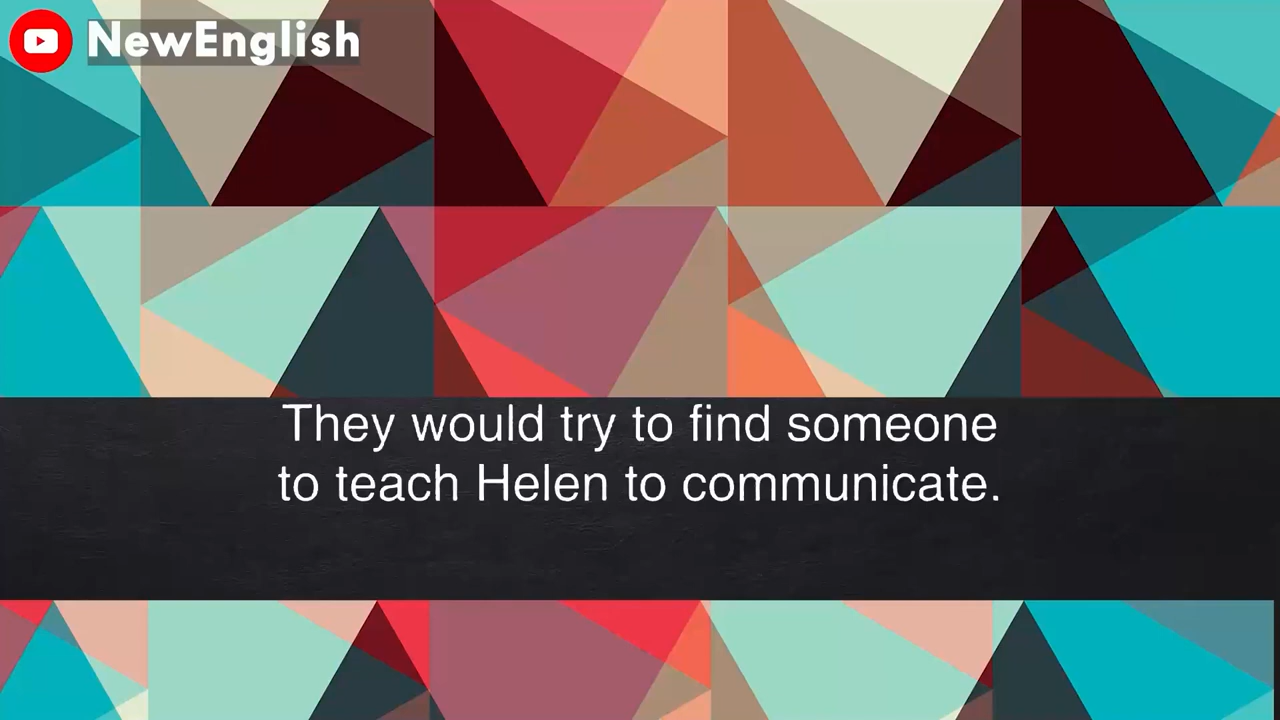 NewEnglish
They would try to find someone
to teach Helen to communicate.